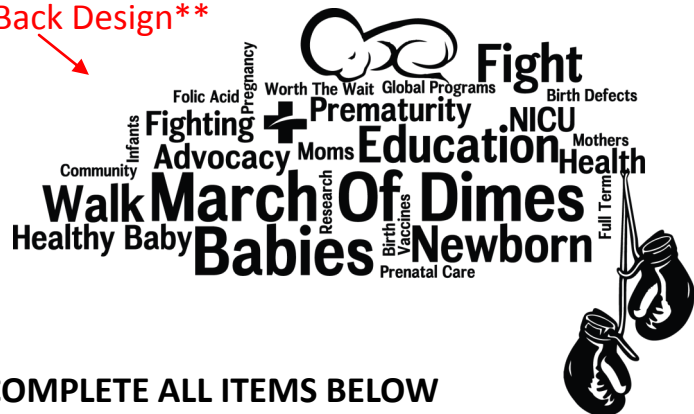 Back Design**
Fight
Pregnancy
Worth The Wait Global Programs
Folic Acid
Birth Defects
Infants
Fighting
Prematurity
NICU
Advocacy
Moms
Education
Mothers
Health
Community
Walk
March Of Dimes
Research
Full Term
Healthy Baby
Babies
Birth
Vaccines
Newborn
Prenatal Care
COMPLETE ALL ITEMS BELOW